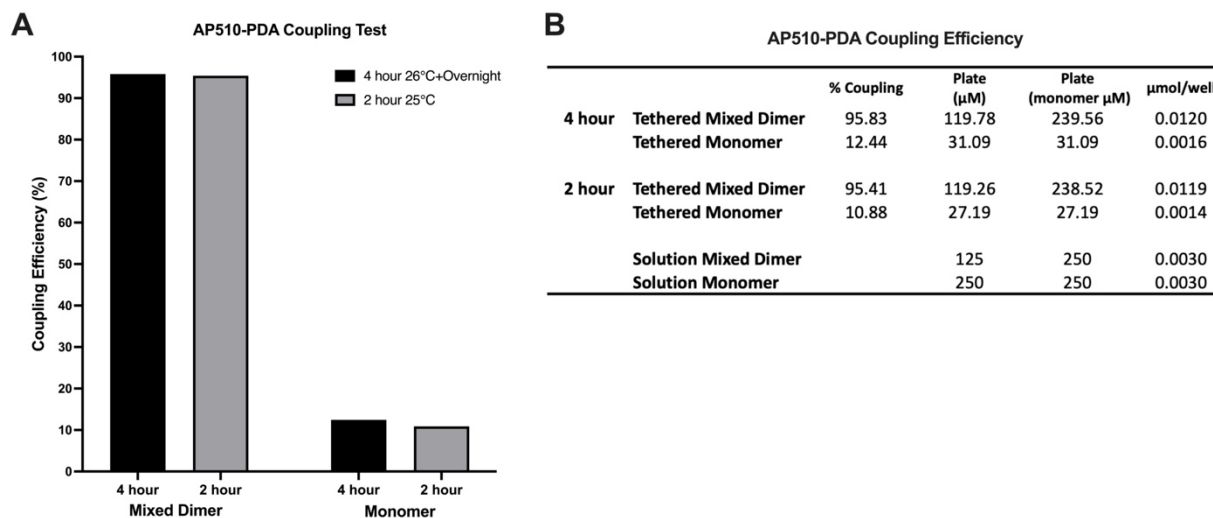 A
AP510-PDA Coupling Test
4 hour 26°C+Overnight
2 hour 25°C
Coupling Efficiency (%)
100
90
80
70
60
50
40
30
20
10
0
4 hour 2 hour 4 hour 2 hour
Mixed Dimer Monomer
B
AP510-PDA Coupling Efficiency
% Coupling Plate (µM) Plate (monomer µM) µmol/well
4 hour Tethered Mixed Dimer 95.83 119.78 239.56 0.0120
Tethered Monomer 12.44 31.09 31.09 0.0016
2 hour Tethered Mixed Dimer 95.41 119.26 238.52 0.0119
Tethered Monomer 10.88 27.19 27.19 0.0014
Solution Mixed Dimer 125 250 0.0030
Solution Monomer 250 250 0.0030